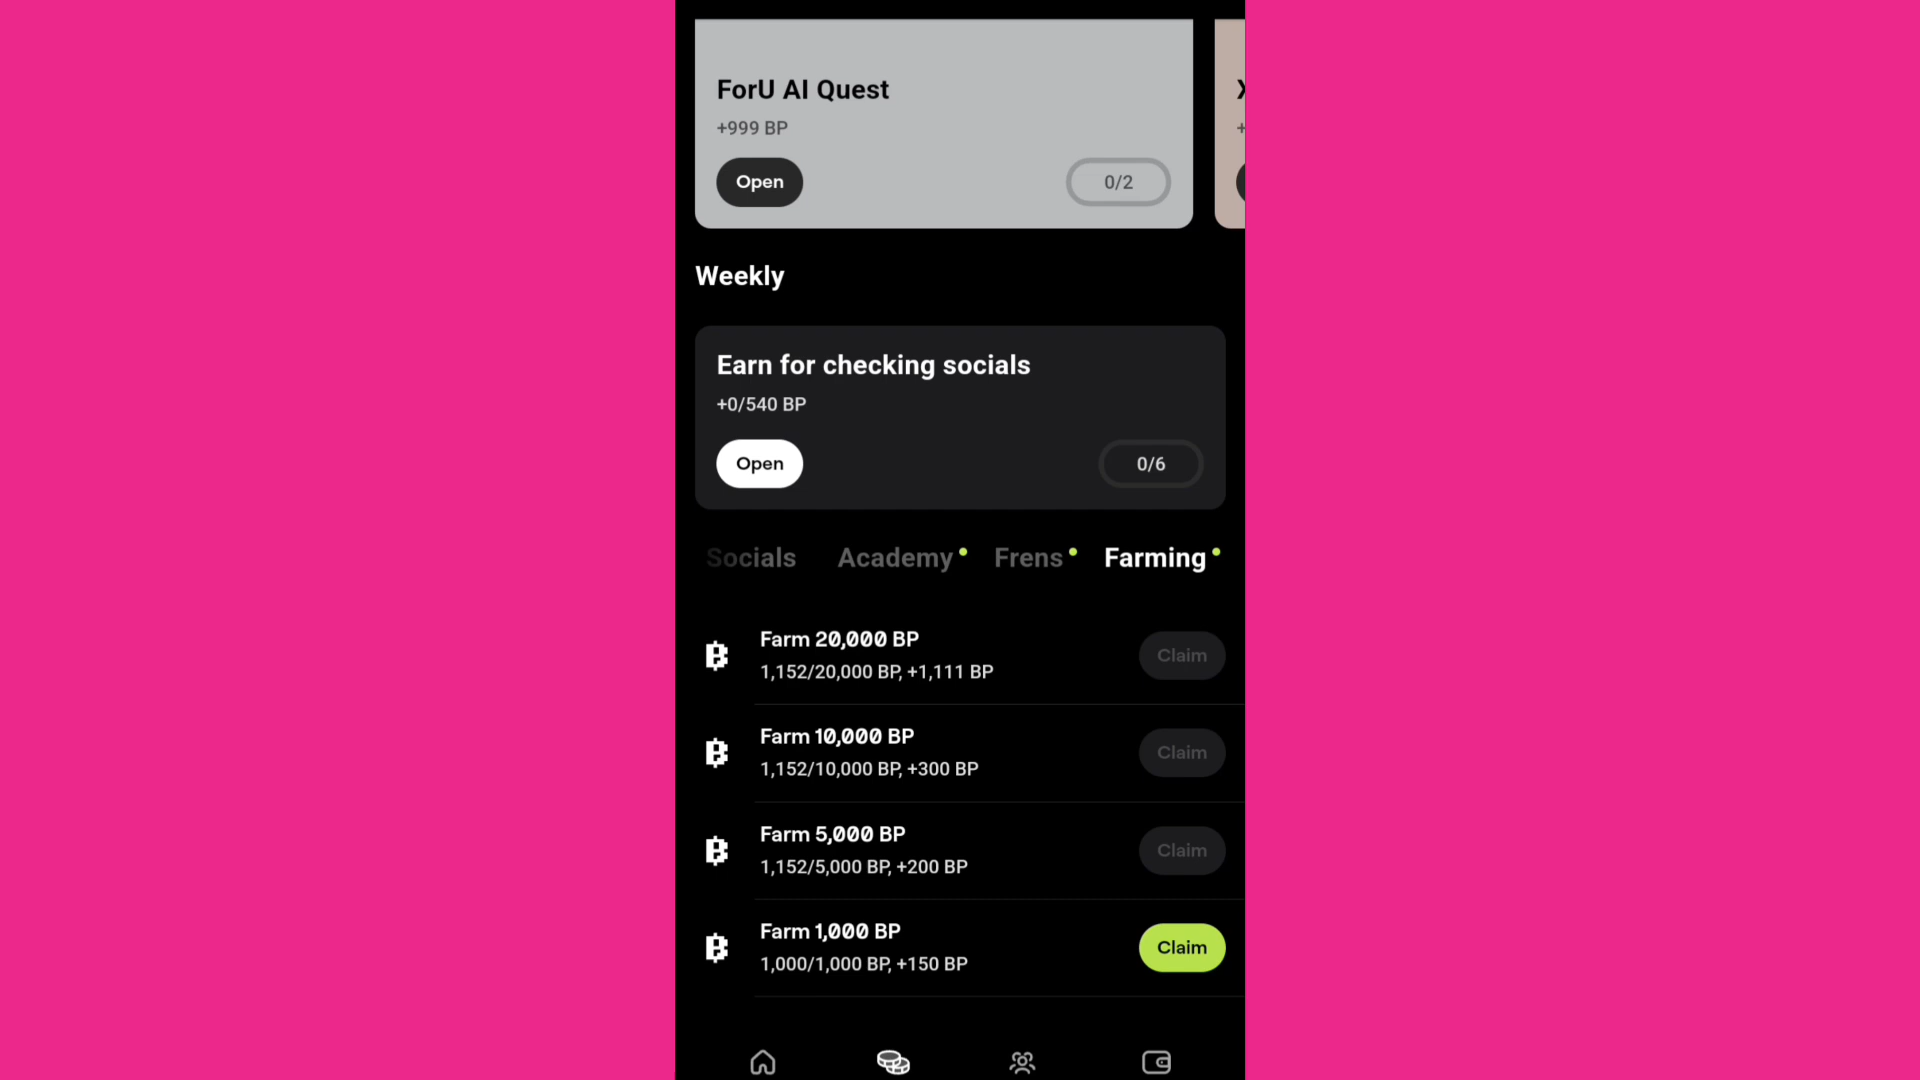 ForU AI Quest
+999 BP
Open
0/2
X
+
Weekly
Earn for checking socials
+0/540 BP
Open
0/6
Socials Academy Frens Farming
Farm 20,000 BP
1,152/20,000 BP, +1,111 BP
Claim
Farm 10,000 BP
1,152/10,000 BP, +300 BP
Claim
Farm 5,000 BP
1,152/5,000 BP, +200 BP
Claim
Farm 1,000 BP
1,000/1,000 BP, +150 BP
Claim